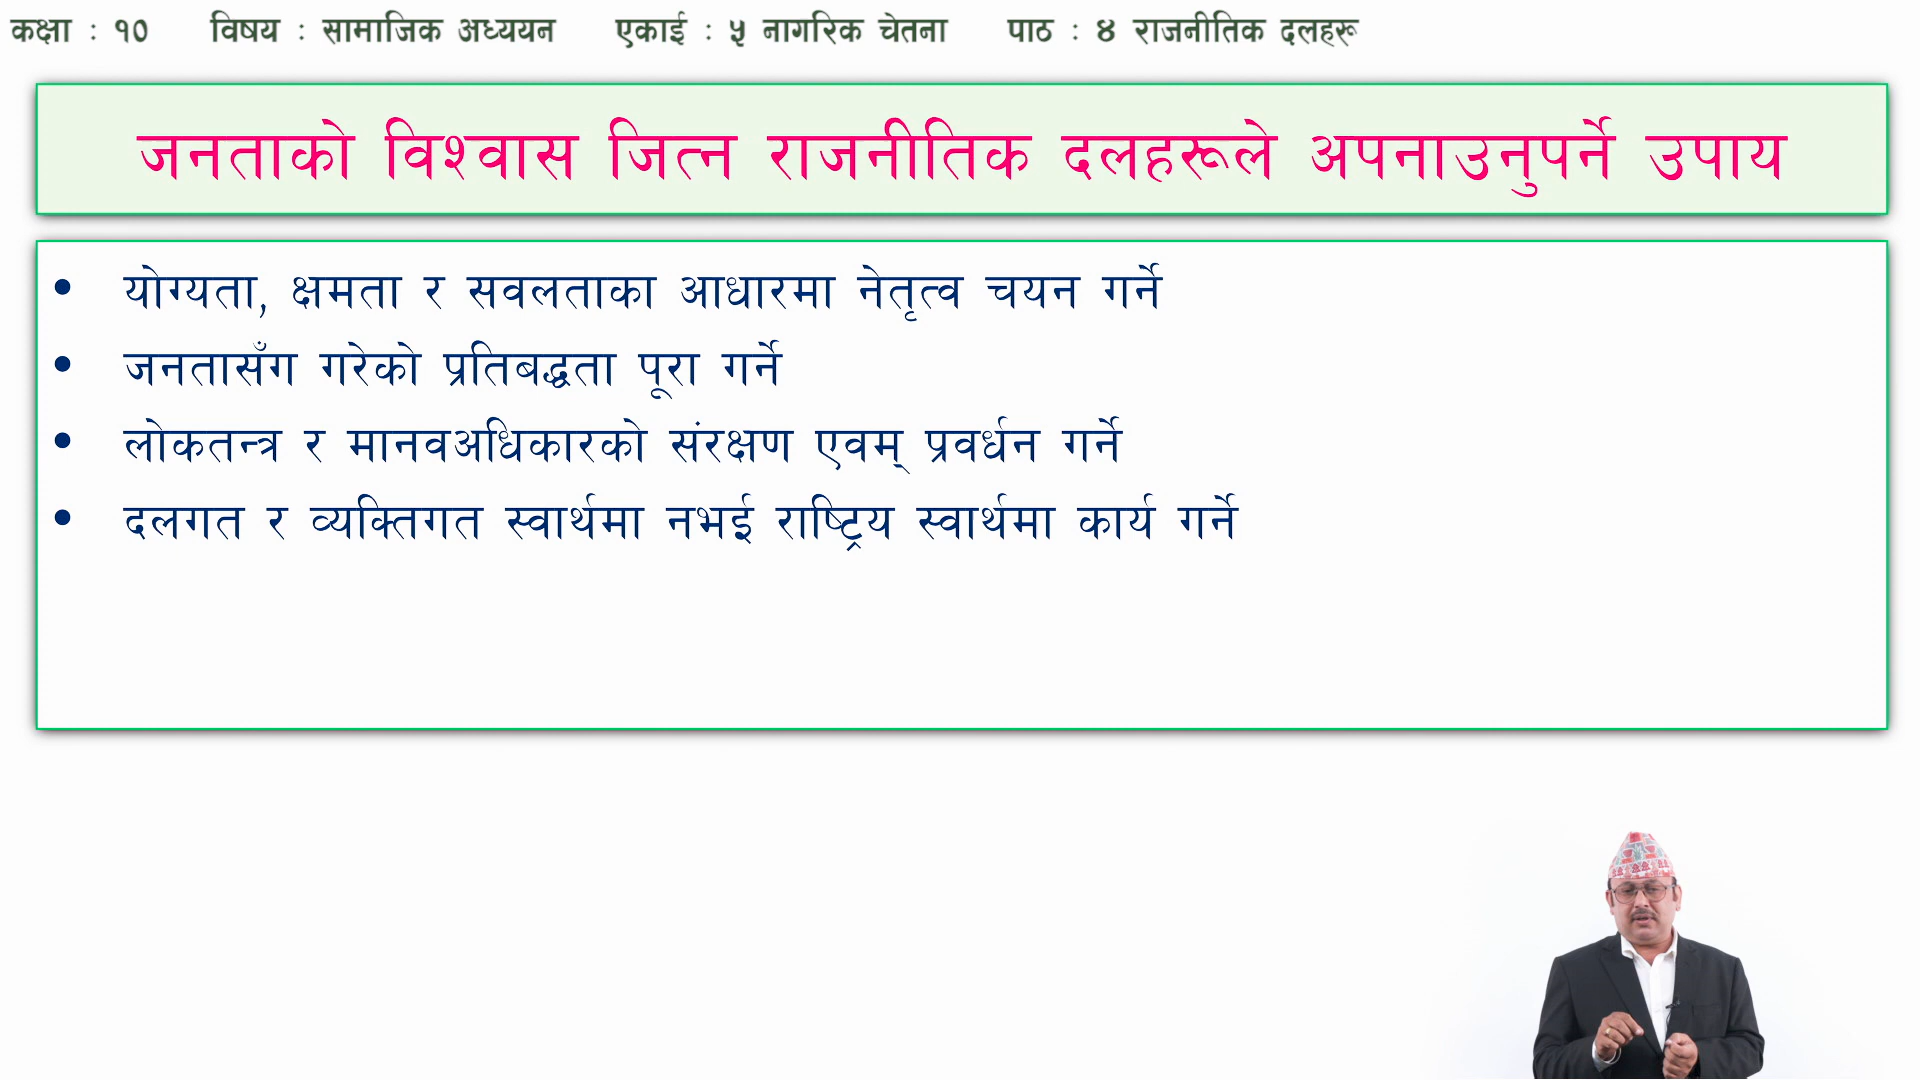 कक्षा : १० विषय : सामाजिक अध्ययन एकाई : ५ नागरिक चेतना पाठ : ४ राजनीतिक दलहरू
जनताको विश्वास जित्न राजनीतिक दलहरूले अपनाउनुपर्ने उपाय
• योग्यता, क्षमता र सवलताका आधारमा नेतृत्व चयन गर्ने
• जनतासँग गरेको प्रतिबद्धता पूरा गर्ने
• लोकतन्त्र र मानवअधिकारको संरक्षण एवम् प्रवर्धन गर्ने
• दलगत र व्यक्तिगत स्वार्थमा नभई राष्ट्रिय स्वार्थमा कार्य गर्ने